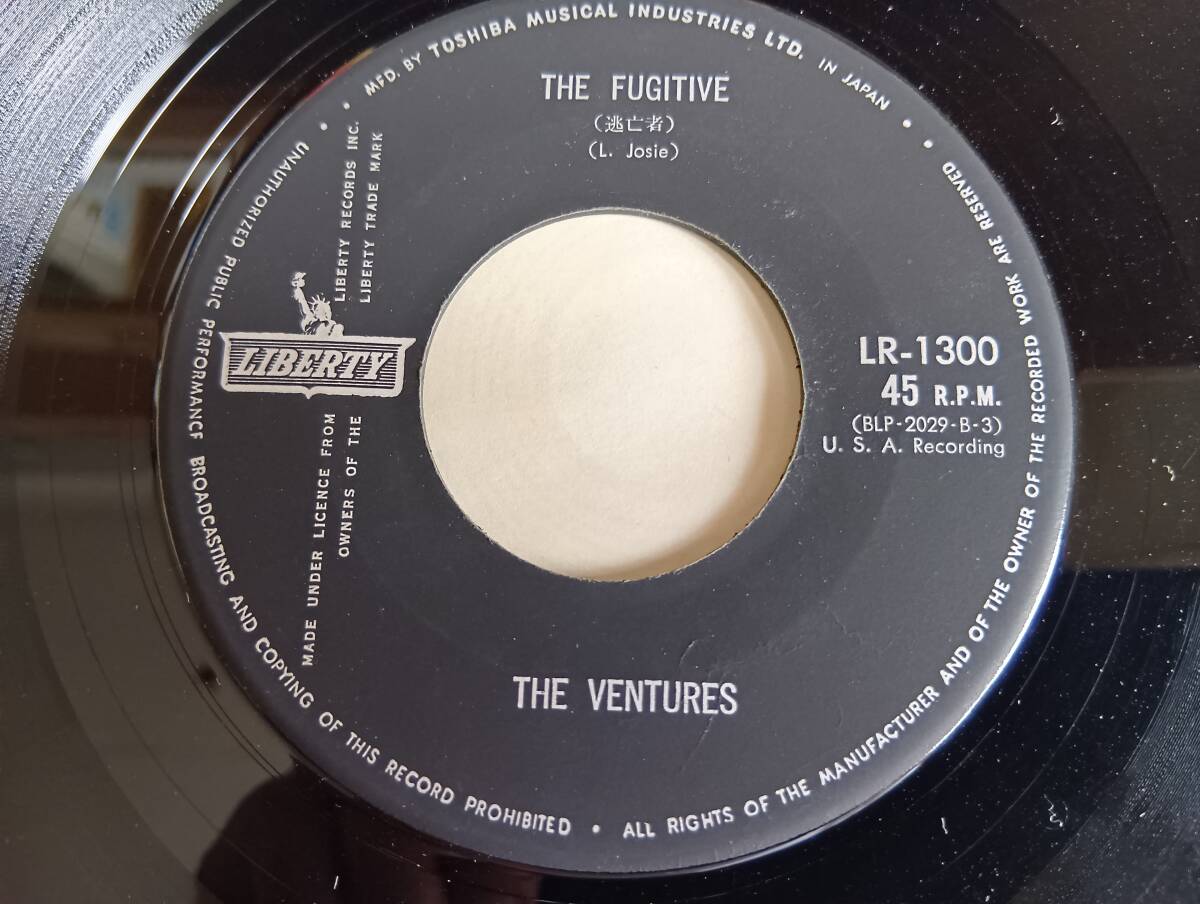 MFD. BY TOSHIBA MUSICAL INDUSTRIES LTD. IN JAPAN
THE FUGITIVE
(逃亡者)
(L. Josie)
LIBERTY RECORDS INC.
LIBERTY TRADE MARK
LIBERTY
MADE UNDER LICENCE FROM
OWNERS OF THE
LR-1300
45 R.P.M.
(BLP-2029-B-3)
U. S. A. Recording
THE VENTURES
UNAUTHORIZED PUBLIC PERFORMANCE BROADCASTING AND COPYING OF THIS RECORD PROHIBITED • ALL RIGHTS OF THE MANUFACTURER AND OF THE OWNER OF THE RECORDED WORK ARE RESERVED